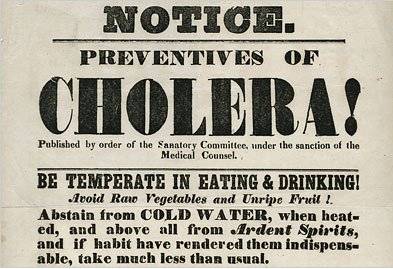 NOTICE.
PREVENTIVES OF
CHOLERA!
Published by order of the Sanatory Committee, under the sanction of the
Medical Counsel.
BE TEMPERATE IN EATING & DRINKING!
Avoid Raw Vegetables and Unripe Fruit !.
Abstain from COLD WATER, when heat-
ed, and above all from Ardent Spirits,
and if habit have rendered them indispens-
able, take much less than usual.